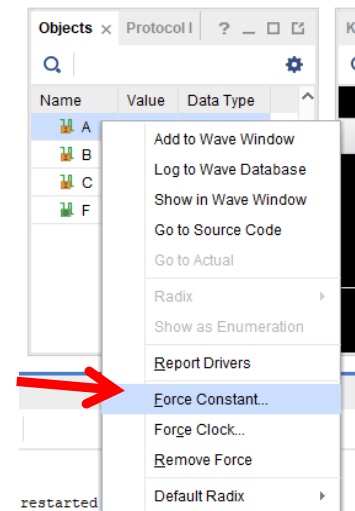 Objects × Protocol I ? _
K
Name Value Data Type
A
B
C
F
Add to Wave Window
Log to Wave Database
Show in Wave Window
Go to Source Code
Go to Actual
Radix
Show as Enumeration
Report Drivers
Force Constant...
Force Clock...
Remove Force
Default Radix
restarted